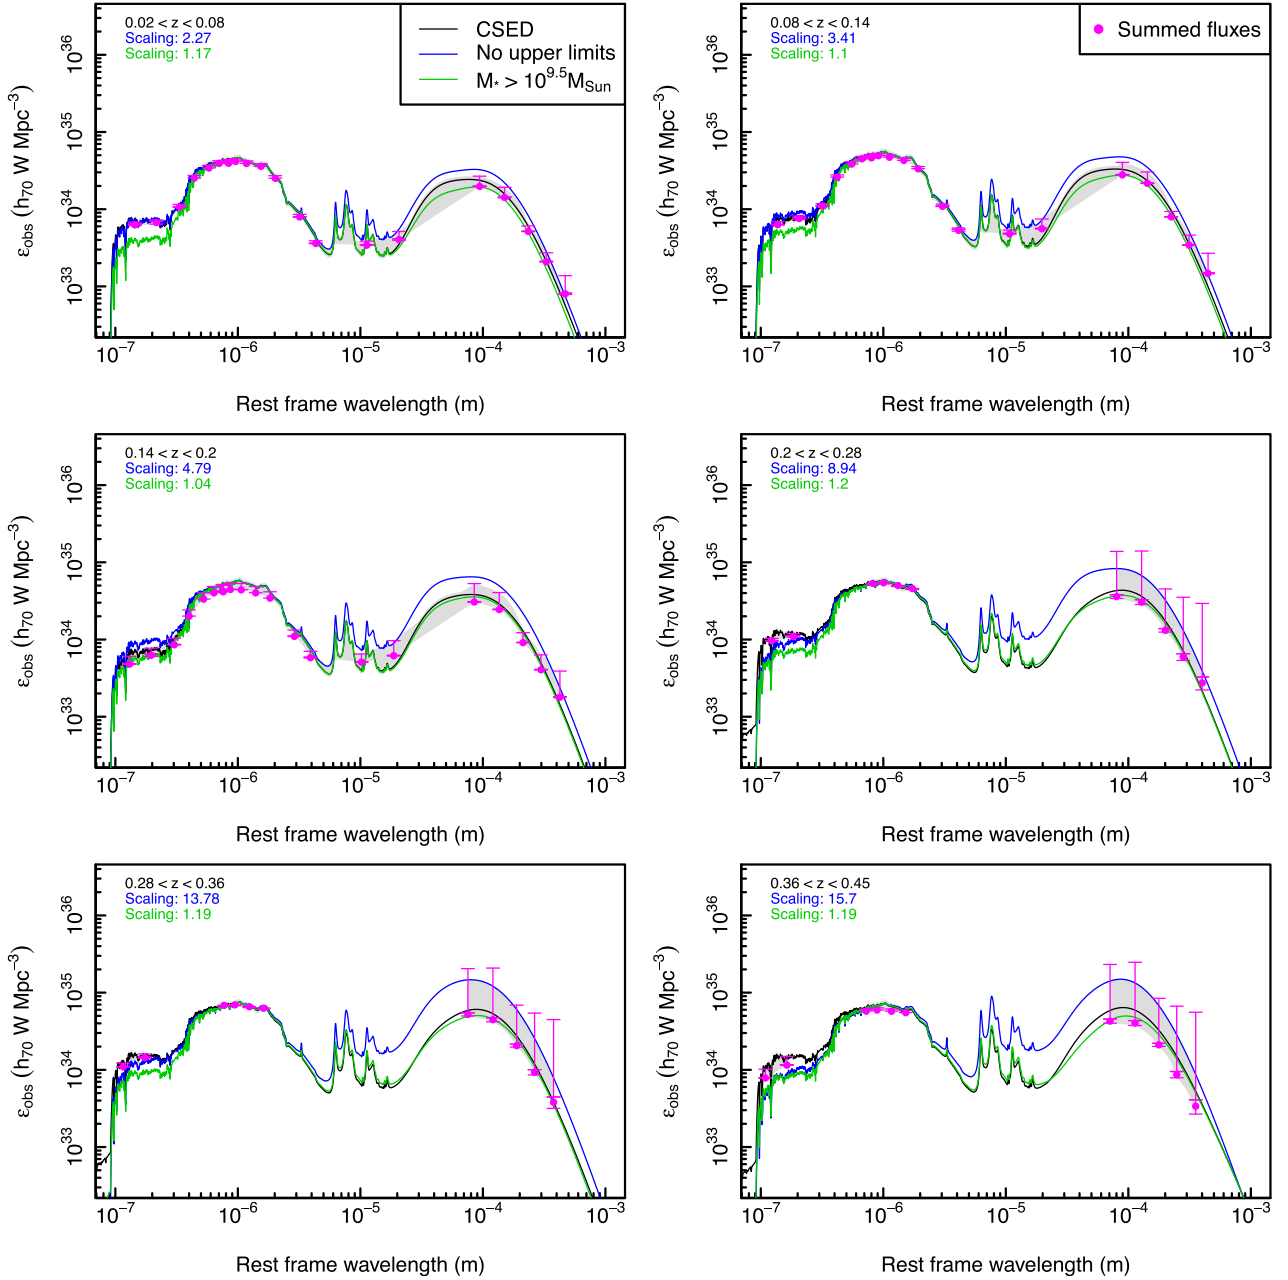 0.02 < z < 0.08
Scaling: 2.27
Scaling: 1.17
CSED
No upper limits
M* > 10^9.5 M_Sun
10^36
10^35
10^34
10^33
ε_obs (h_70 W Mpc^−3)
10^−7 10^−6 10^−5 10^−4 10^−3
Rest frame wavelength (m)
0.08 < z < 0.14
Scaling: 3.41
Scaling: 1.1
Summed fluxes
10^36
10^35
10^34
10^33
ε_obs (h_70 W Mpc^−3)
10^−7 10^−6 10^−5 10^−4 10^−3
Rest frame wavelength (m)
0.14 < z < 0.2
Scaling: 4.79
Scaling: 1.04
10^36
10^35
10^34
10^33
ε_obs (h_70 W Mpc^−3)
10^−7 10^−6 10^−5 10^−4 10^−3
Rest frame wavelength (m)
0.2 < z < 0.28
Scaling: 8.94
Scaling: 1.2
10^36
10^35
10^34
10^33
ε_obs (h_70 W Mpc^−3)
10^−7 10^−6 10^−5 10^−4 10^−3
Rest frame wavelength (m)
0.28 < z < 0.36
Scaling: 13.78
Scaling: 1.19
10^36
10^35
10^34
10^33
ε_obs (h_70 W Mpc^−3)
10^−7 10^−6 10^−5 10^−4 10^−3
Rest frame wavelength (m)
0.36 < z < 0.45
Scaling: 15.7
Scaling: 1.19
10^36
10^35
10^34
10^33
ε_obs (h_70 W Mpc^−3)
10^−7 10^−6 10^−5 10^−4 10^−3
Rest frame wavelength (m)